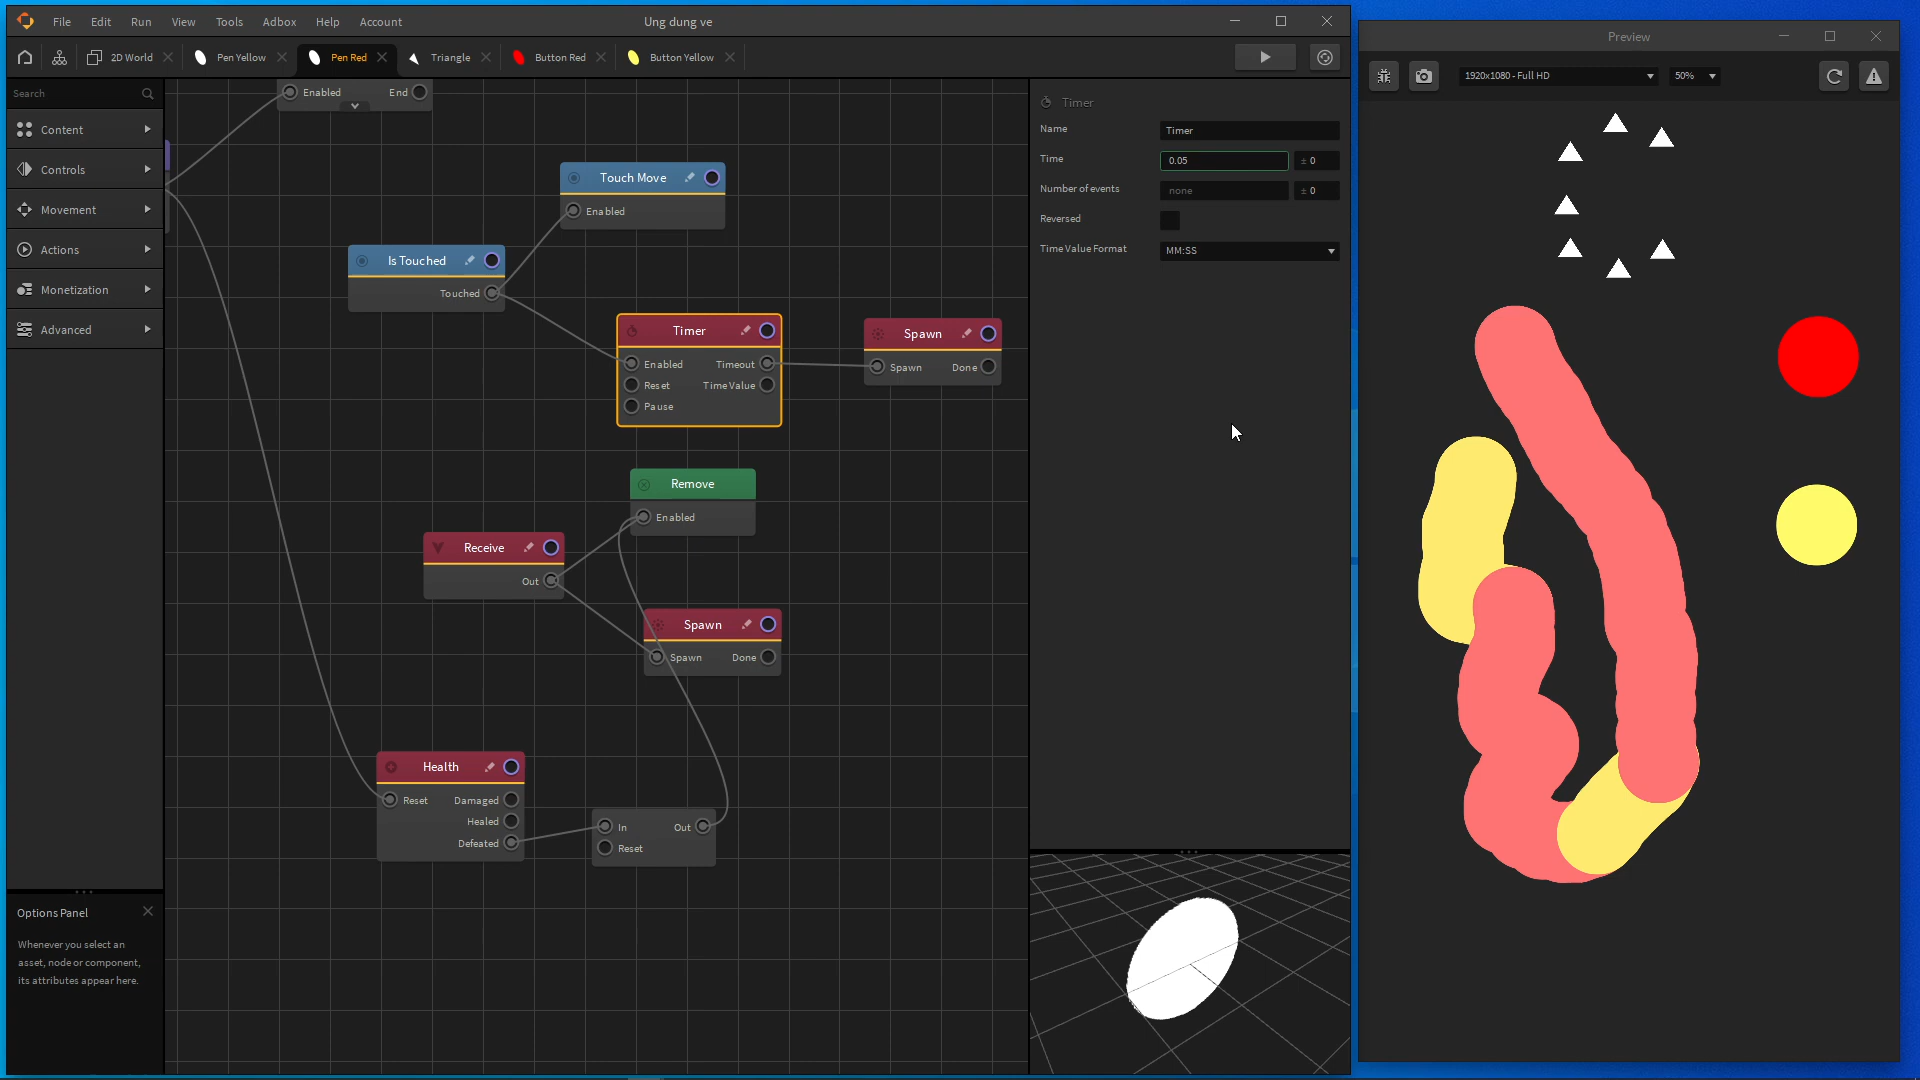 File Edit Run View Tools Adbox Help Account
Ung dung ve
2D World
Pen Yellow
Pen Red
Triangle
Button Red
Button Yellow
Search
Content
Controls
Movement
Actions
Monetization
Advanced
Options Panel
Whenever you select an
asset, node or component,
its attributes appear here.
Enabled End
Touch Move
Enabled
Is Touched
Touched
Timer
Enabled Timeout
Reset Time Value
Pause
Spawn
Spawn Done
Remove
Enabled
Receive
Out
Spawn
Spawn Done
Health
Reset Damaged
Healed
Defeated
In Out
Reset
Timer
Name Timer
Time 0.05 ± 0
Number of events none ± 0
Reversed
Time Value Format MM:SS
Preview
1920x1080 - Full HD 50%